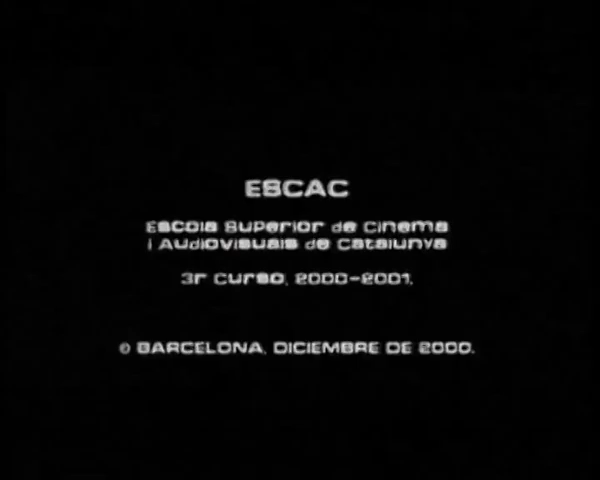 ESCAC
Escola Superior de Cinema
i Audiovisuals de Catalunya
3r Curso, 2000-2001.
© BARCELONA, DICIEMBRE DE 2000.